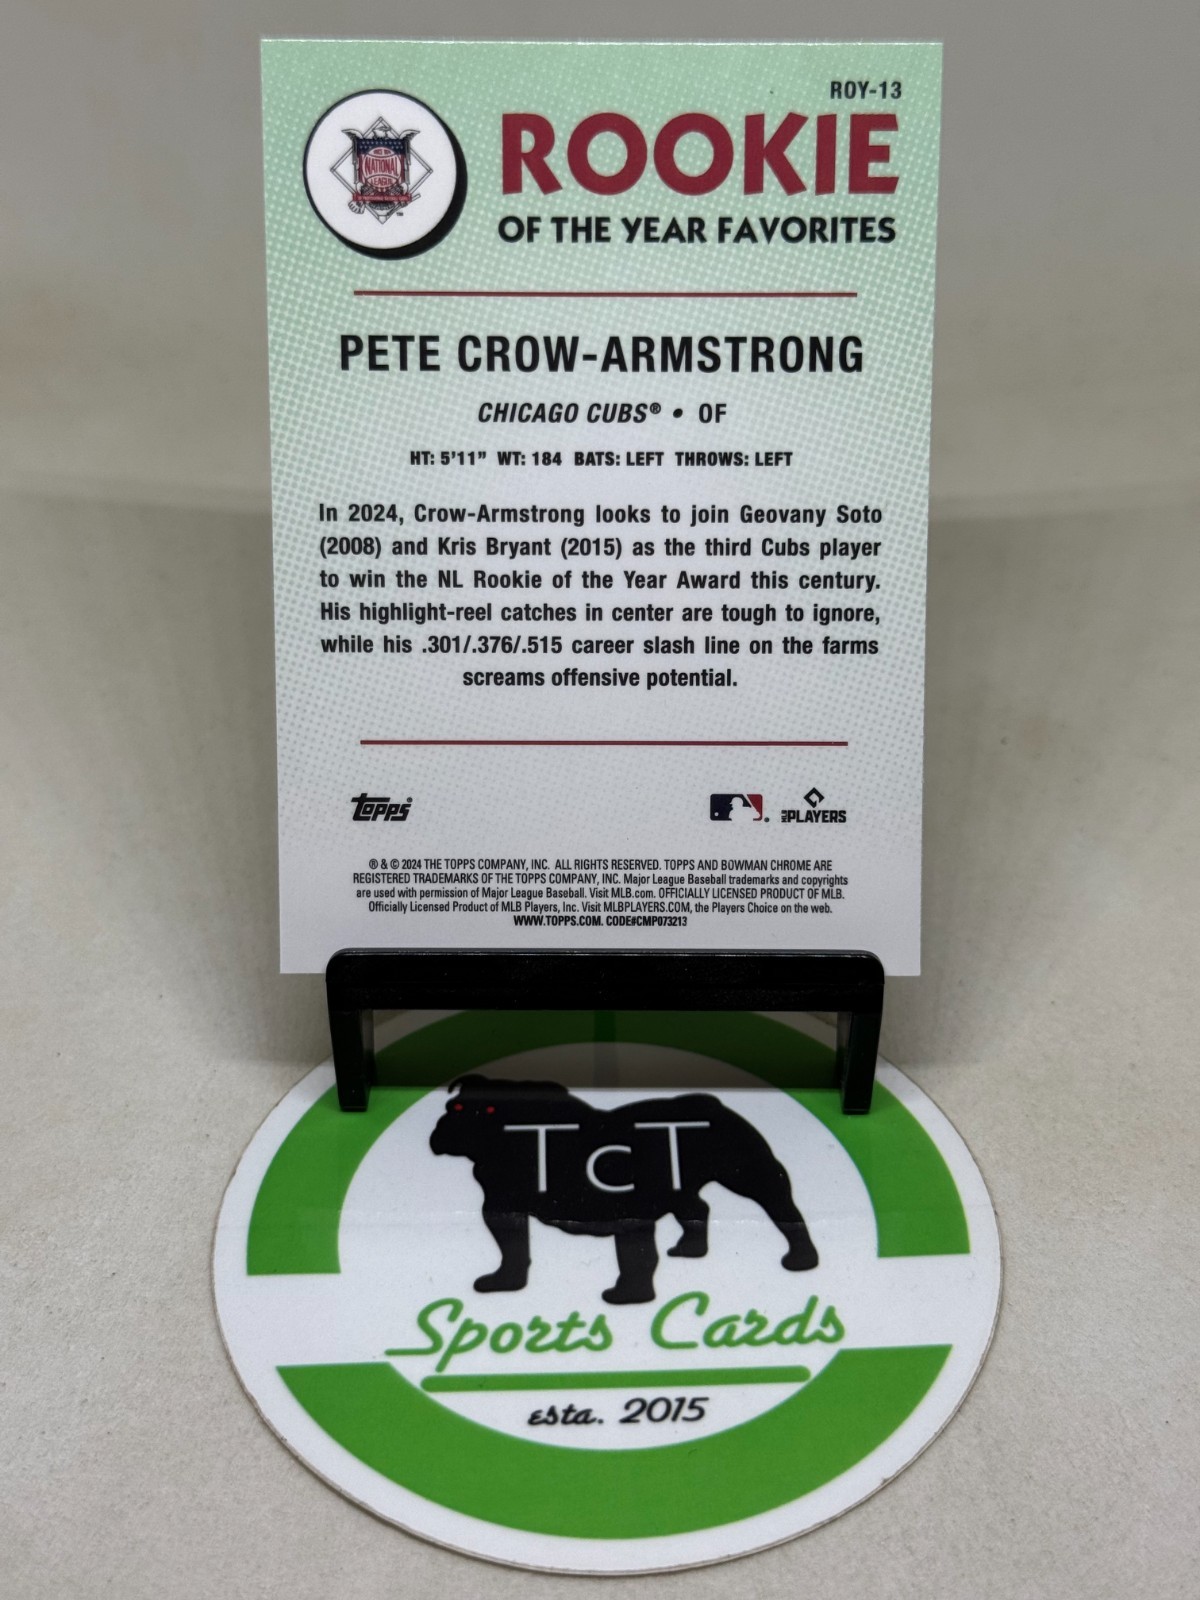 ROY-13
ROOKIE
OF THE YEAR FAVORITES
NATIONAL
LEAGUE
PETE CROW-ARMSTRONG
CHICAGO CUBS® • OF
HT: 5'11" WT: 184 BATS: LEFT THROWS: LEFT
In 2024, Crow-Armstrong looks to join Geovany Soto
(2008) and Kris Bryant (2015) as the third Cubs player
to win the NL Rookie of the Year Award this century.
His highlight-reel catches in center are tough to ignore,
while his .301/.376/.515 career slash line on the farms
screams offensive potential.
topps®
MLB PLAYERS
® & © 2024 THE TOPPS COMPANY, INC. ALL RIGHTS RESERVED. TOPPS AND BOWMAN CHROME ARE
REGISTERED TRADEMARKS OF THE TOPPS COMPANY, INC. Major League Baseball trademarks and copyrights
are used with permission of Major League Baseball. Visit MLB.com. OFFICIALLY LICENSED PRODUCT OF MLB.
Officially Licensed Product of MLB Players, Inc. Visit MLBPLAYERS.COM, the Players Choice on the web.
WWW.TOPPS.COM. CODE#CMP073213
TcT
Sports Cards
esta. 2015